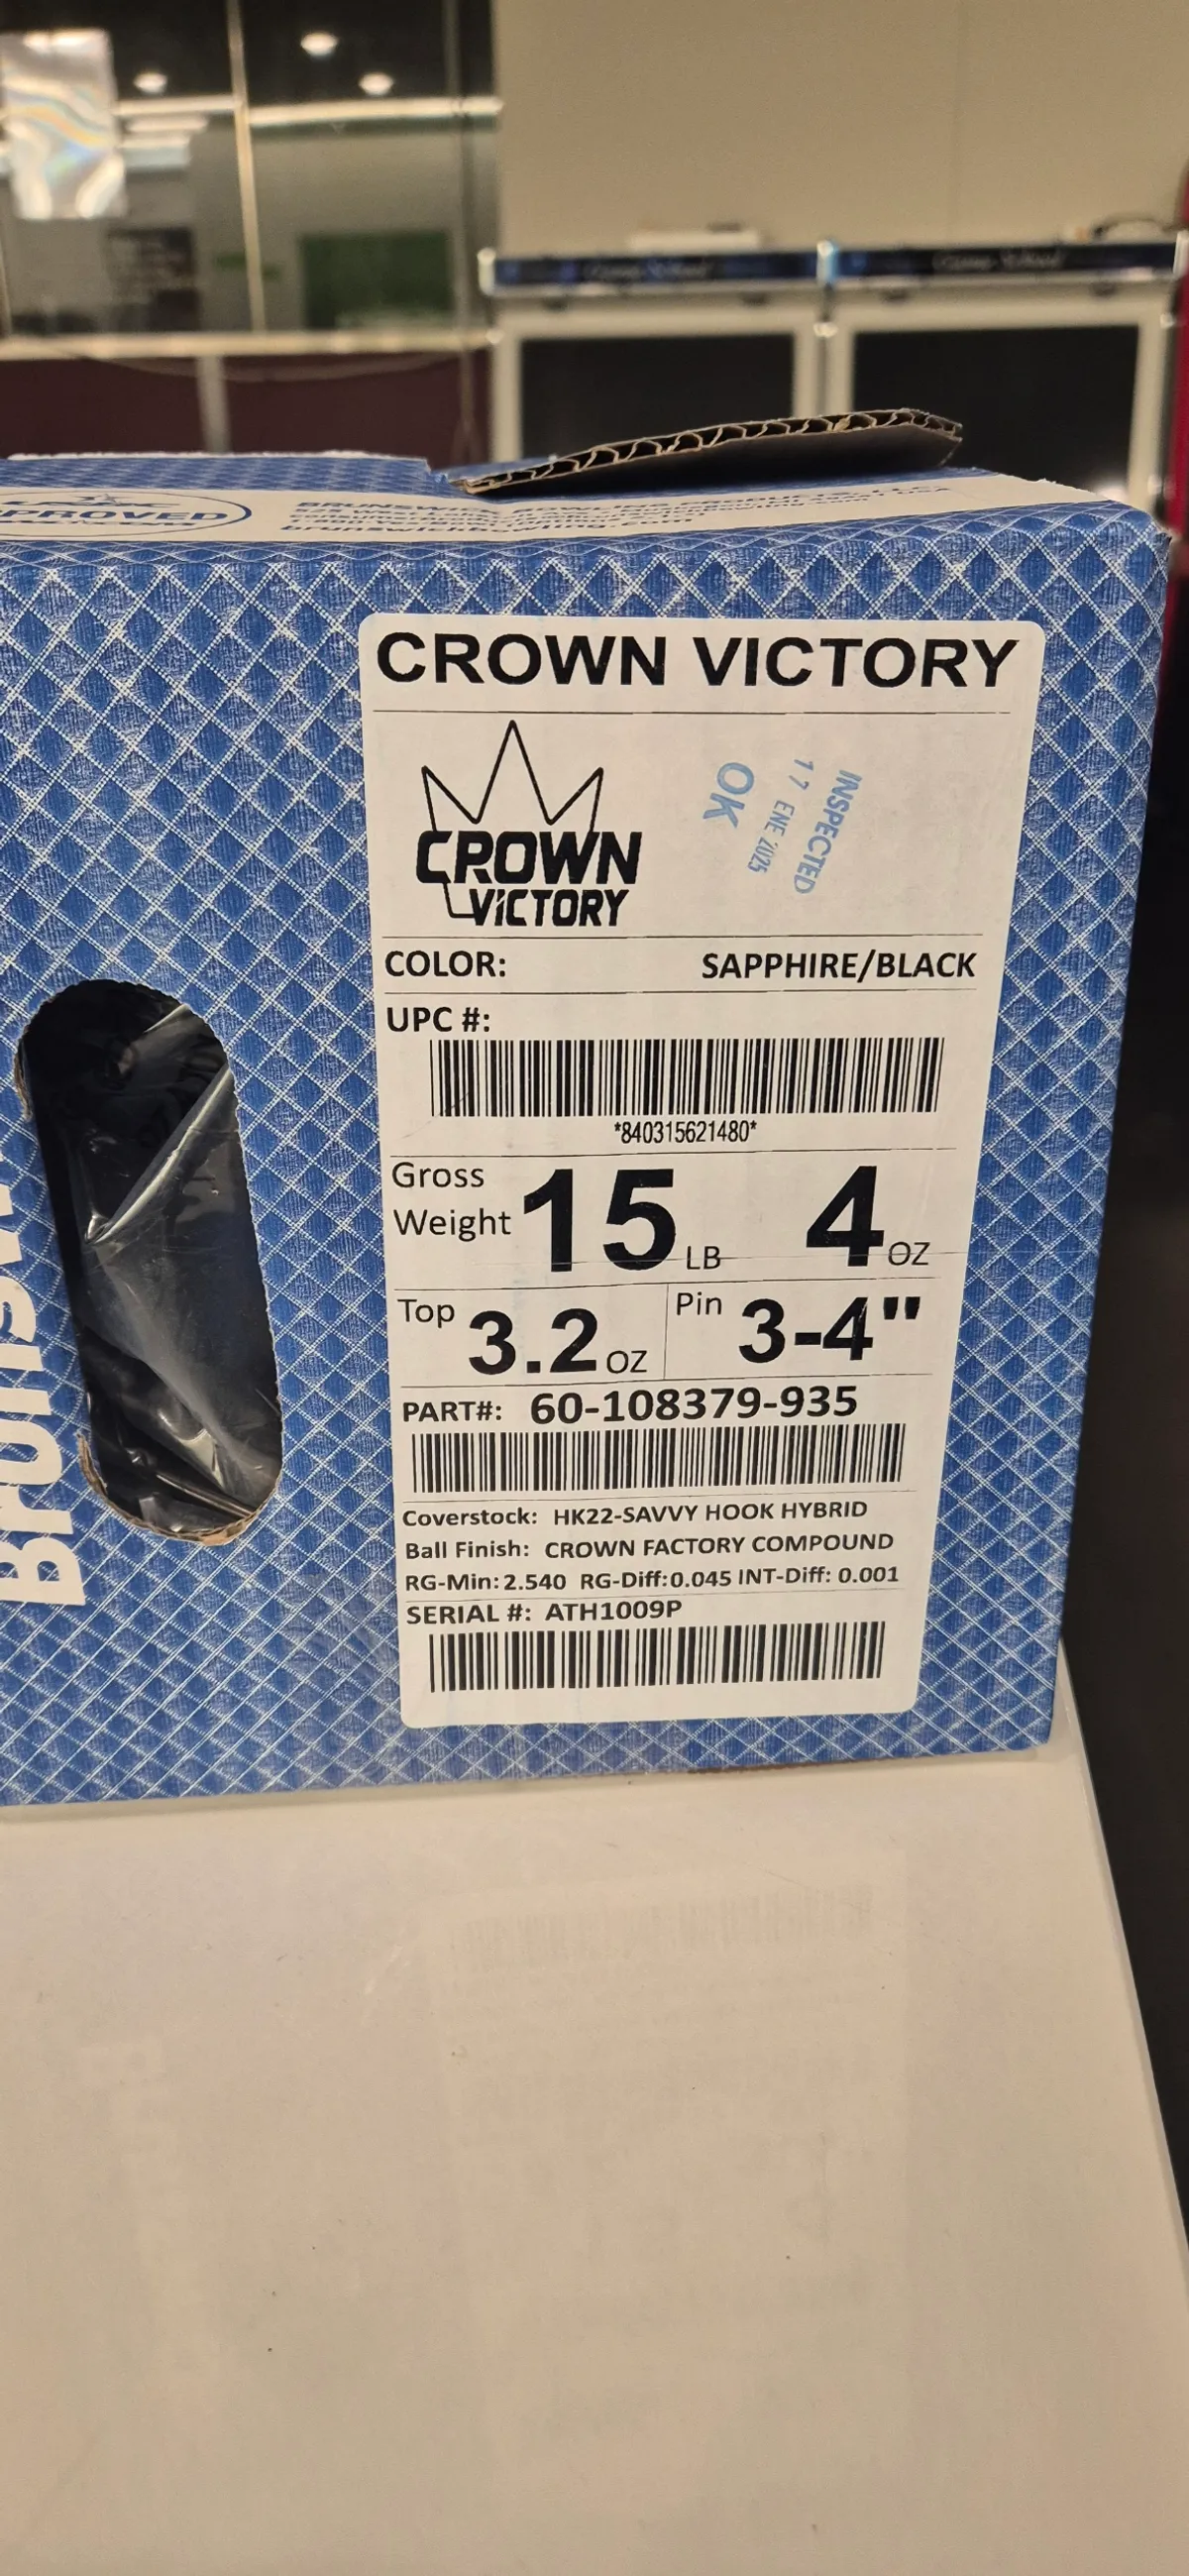 PPROVED
CROWN VICTORY
CROWN
VICTORY
OK
17 ENE 2025
INSPECTED
COLOR: SAPPHIRE/BLACK
UPC #:
*840315621480*
Gross Weight 15 LB 4 OZ
Top 3.2 OZ Pin 3-4"
PART#: 60-108379-935
Coverstock: HK22-SAVVY HOOK HYBRID
Ball Finish: CROWN FACTORY COMPOUND
RG-Min: 2.540 RG-Diff: 0.045 INT-Diff: 0.001
SERIAL #: ATH1009P
Brunsw